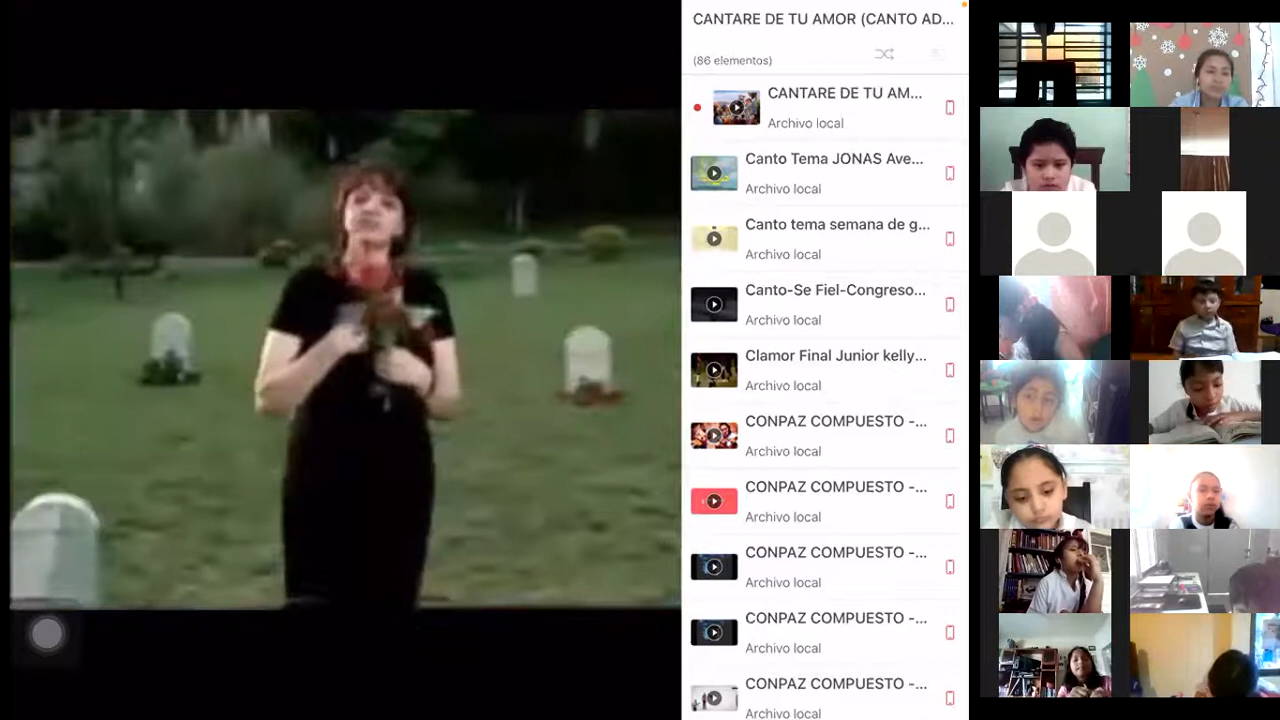 CANTARE DE TU AMOR (CANTO AD...
(86 elementos)
CANTARE DE TU AM...
Archivo local
Canto Tema JONAS Ave...
Archivo local
Canto tema semana de g...
Archivo local
Canto-Se Fiel-Congreso...
Archivo local
Clamor Final Junior kelly...
Archivo local
CONPAZ COMPUESTO -...
Archivo local
CONPAZ COMPUESTO -...
Archivo local
CONPAZ COMPUESTO -...
Archivo local
CONPAZ COMPUESTO -...
Archivo local
CONPAZ COMPUESTO -...
Archivo local